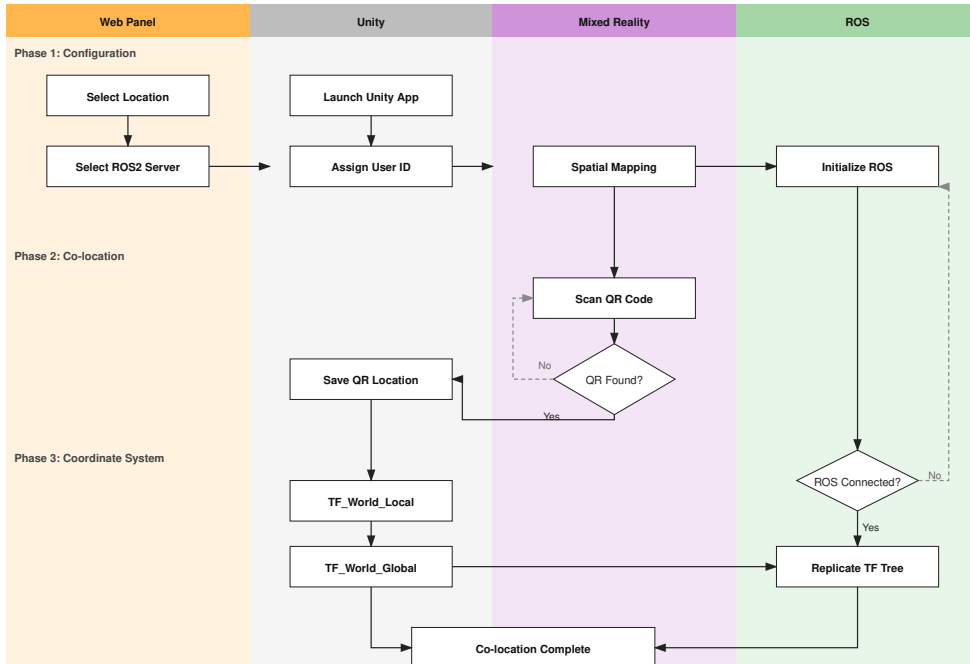 Web Panel
Unity
Mixed Reality
ROS
Phase 1: Configuration
Select Location
Launch Unity App
Select ROS2 Server
Assign User ID
Spatial Mapping
Initialize ROS
Phase 2: Co-location
Scan QR Code
No
QR Found?
Save QR Location
Yes
Phase 3: Coordinate System
ROS Connected?
No
TF_World_Local
Yes
TF_World_Global
Replicate TF Tree
Co-location Complete